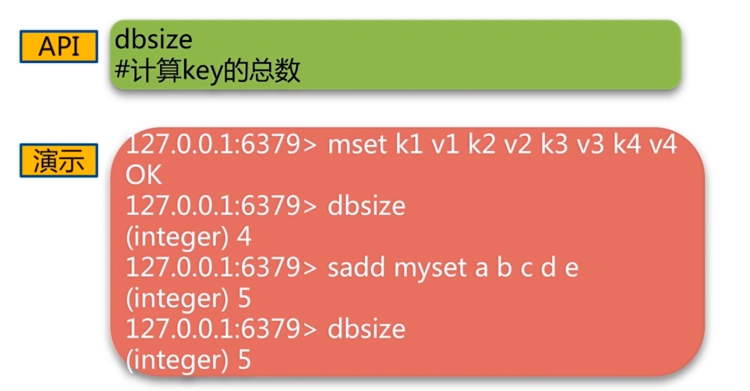 API
dbsize
#计算key的总数
演示
127.0.0.1:6379> mset k1 v1 k2 v2 k3 v3 k4 v4
OK
127.0.0.1:6379> dbsize
(integer) 4
127.0.0.1:6379> sadd myset a b c d e
(integer) 5
127.0.0.1:6379> dbsize
(integer) 5